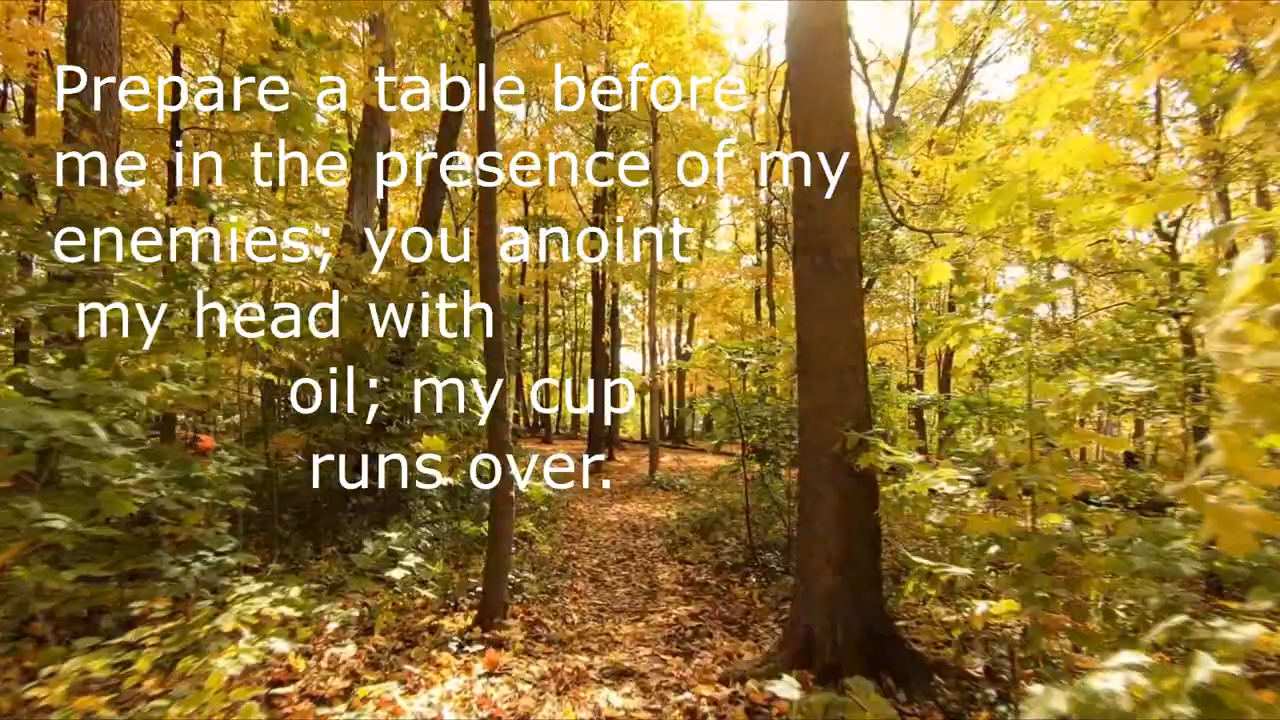 Prepare a table before
me in the presence of my
enemies; you anoint
my head with
oil; my cup
runs over.